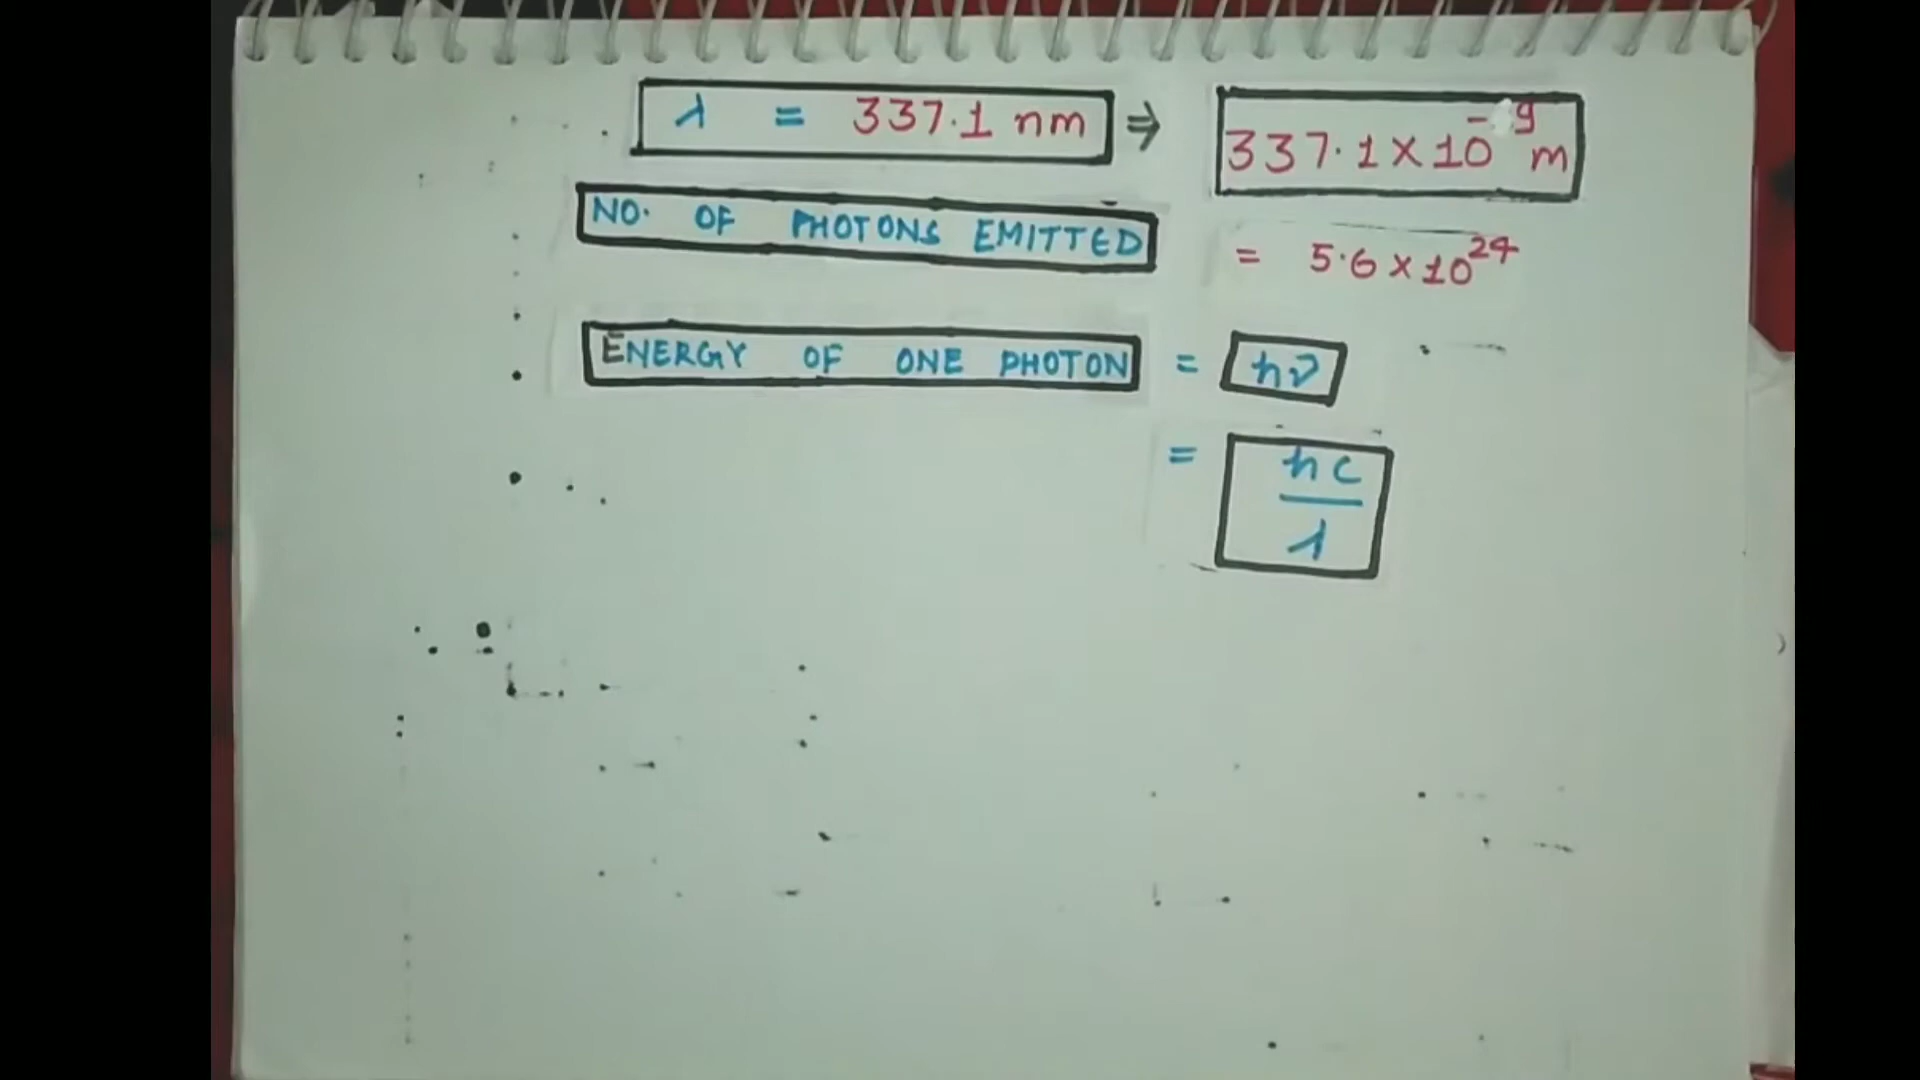 λ = 337.1 nm ⇒ 337.1 × 10⁻⁹ m
NO. OF PHOTONS EMITTED = 5.6 × 10²⁴
ENERGY OF ONE PHOTON = hν
= hc
λ